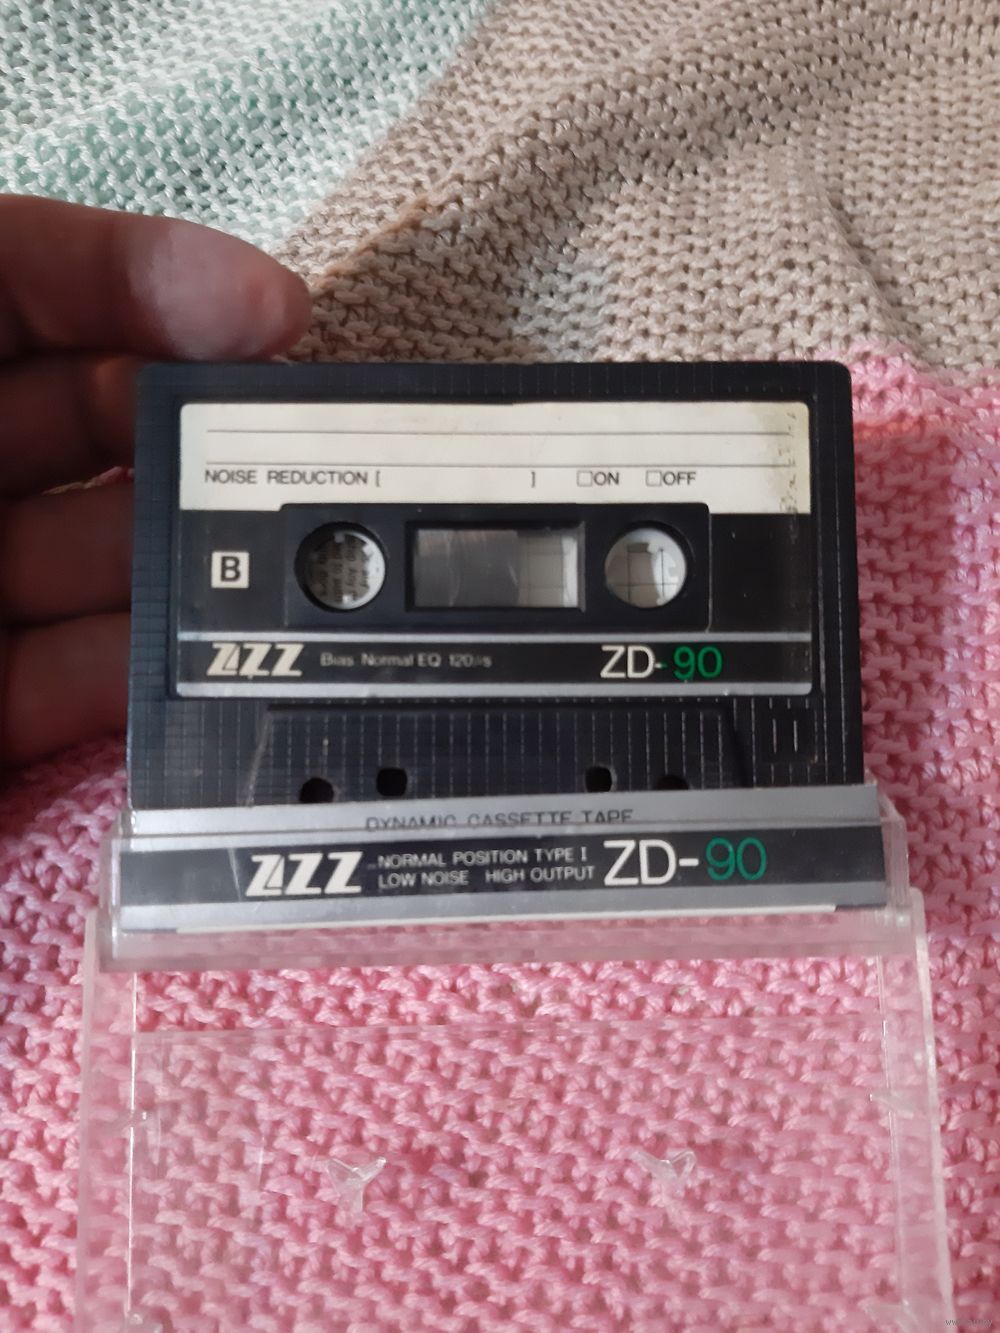 NOISE REDUCTION [ ] □ON □OFF
B
ZZZ Bias Normal EQ 120µs ZD-90
DYNAMIC CASSETTE TAPE
ZZZ NORMAL POSITION TYPE I ZD-90
LOW NOISE HIGH OUTPUT